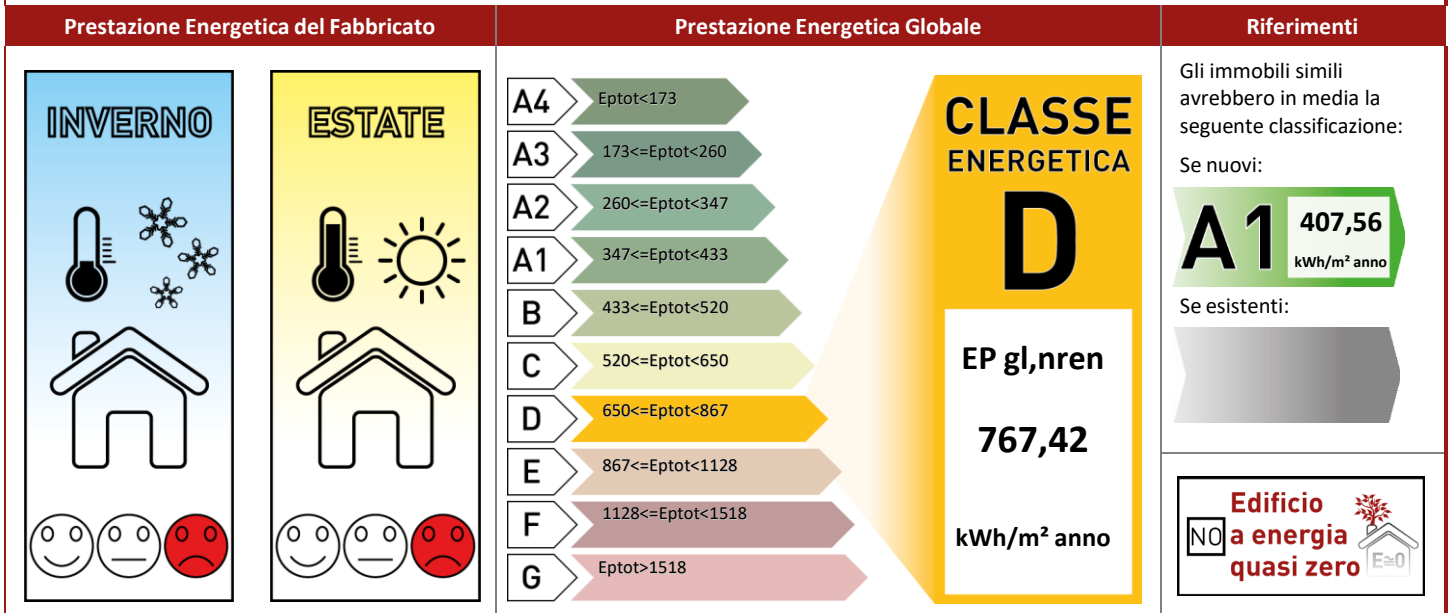 Prestazione Energetica del Fabbricato
Prestazione Energetica Globale
Riferimenti
INVERNO
ESTATE
A4
Eptot<173
A3
173<=Eptot<260
A2
260<=Eptot<347
A1
347<=Eptot<433
B
433<=Eptot<520
C
520<=Eptot<650
D
650<=Eptot<867
E
867<=Eptot<1128
F
1128<=Eptot<1518
G
Eptot>1518
CLASSE
ENERGETICA
D
EP gl,nren
767,42
kWh/m² anno
Gli immobili simili
avrebbero in media la
seguente classificazione:
Se nuovi:
A1
407,56
kWh/m² anno
Se esistenti:
Edificio
NO a energia
quasi zero
E≅0